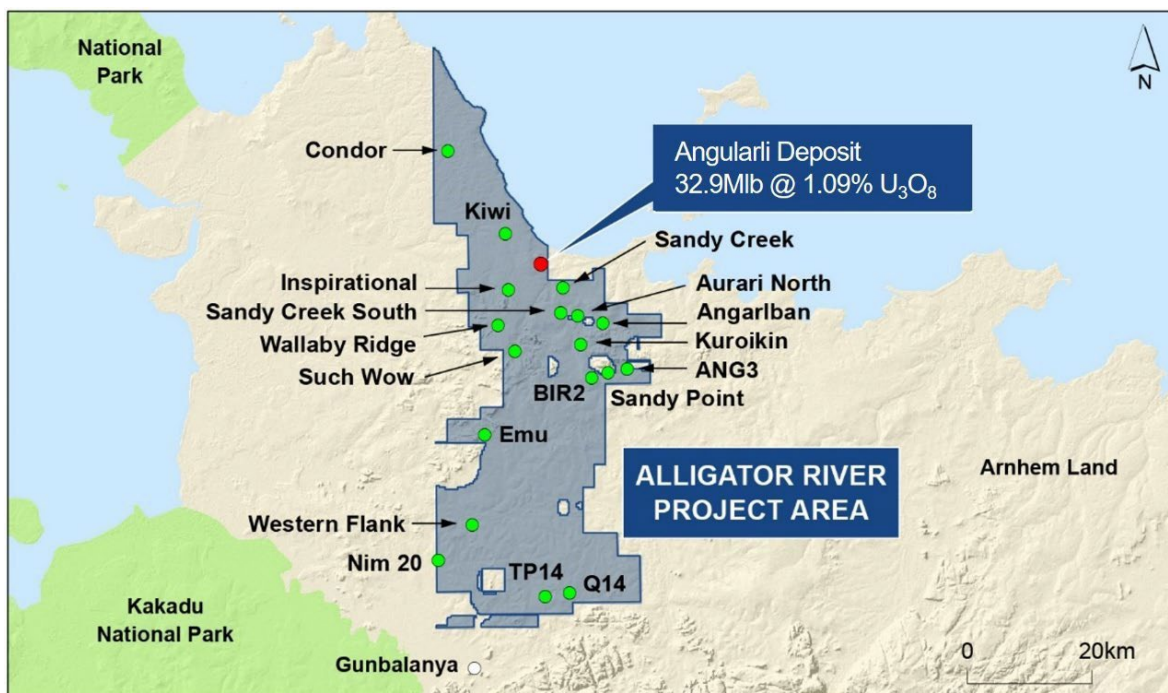 National
Park
N
Condor
Angularli Deposit
32.9Mlb @ 1.09% U₃O₈
Kiwi
Sandy Creek
Inspirational
Aurari North
Sandy Creek South
Angarlban
Wallaby Ridge
Kuroikin
Such Wow
ANG3
BIR2
Sandy Point
Emu
ALLIGATOR RIVER
PROJECT AREA
Arnhem Land
Western Flank
Nim 20
TP14
Q14
Kakadu
National Park
Gunbalanya
0 20km